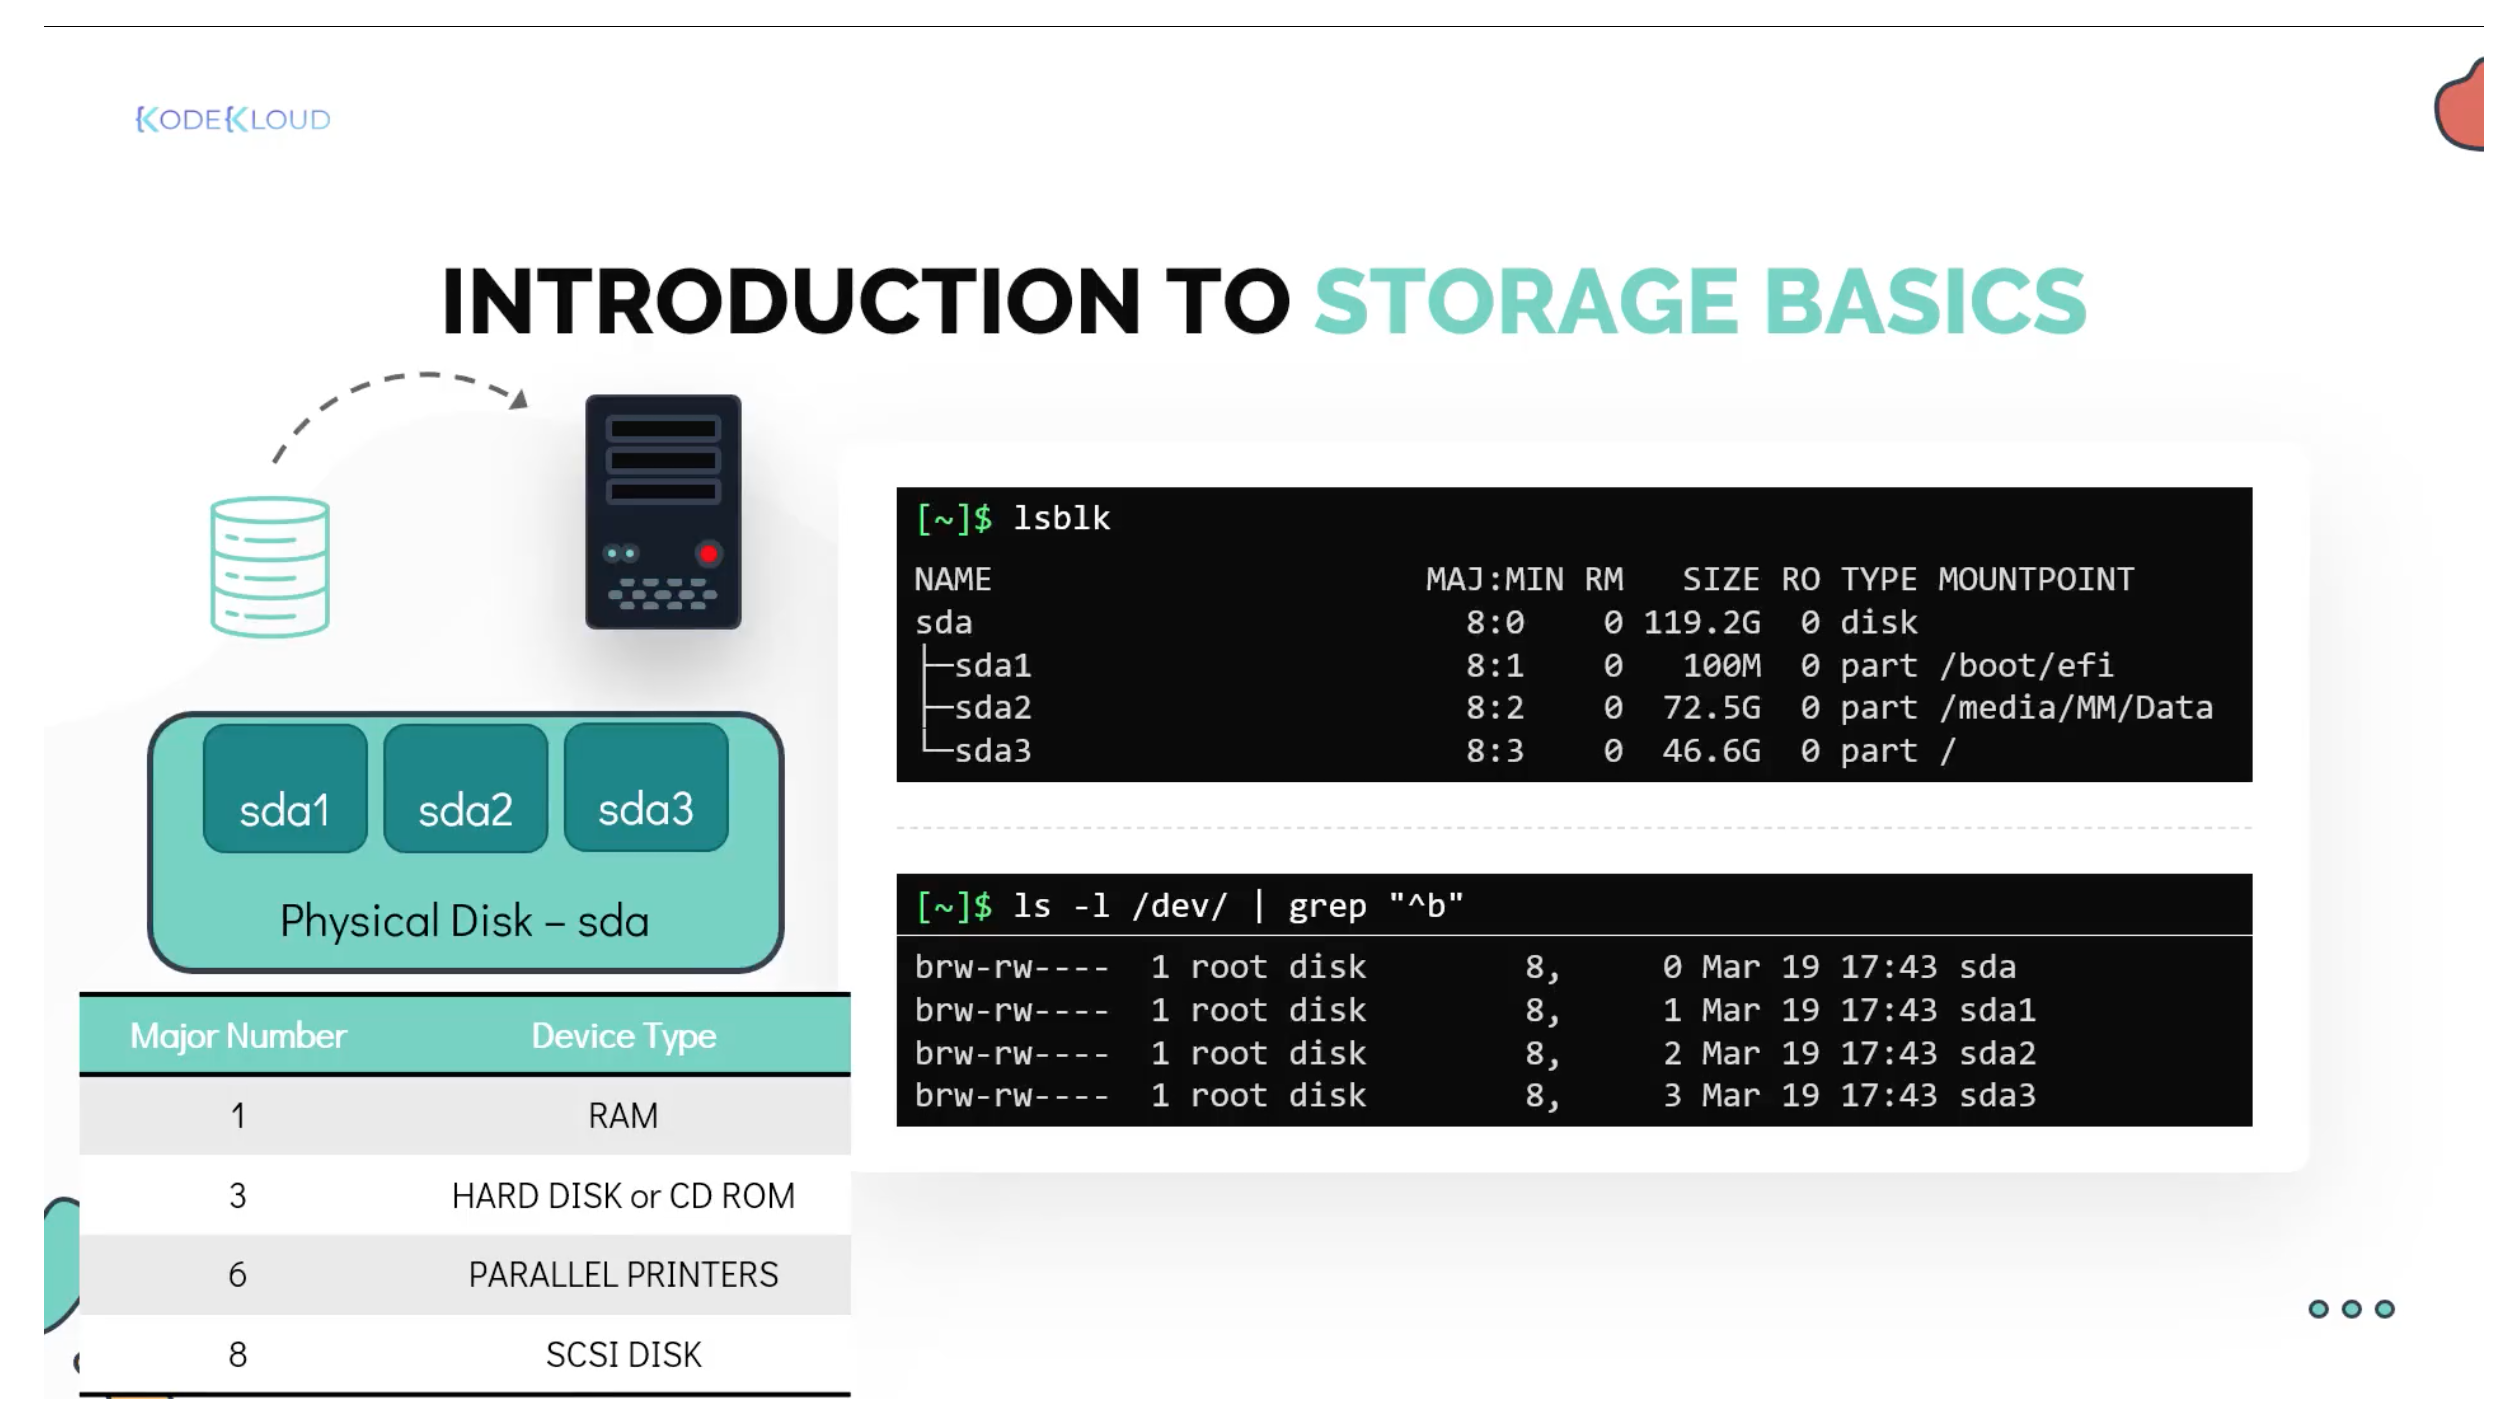 {KODE{KLOUD
INTRODUCTION TO STORAGE BASICS
sda1 sda2 sda3
Physical Disk – sda
Major Number Device Type
1 RAM
3 HARD DISK or CD ROM
6 PARALLEL PRINTERS
8 SCSI DISK
[~]$ lsblk
NAME MAJ:MIN RM SIZE RO TYPE MOUNTPOINT
sda 8:0 0 119.2G 0 disk
├─sda1 8:1 0 100M 0 part /boot/efi
├─sda2 8:2 0 72.5G 0 part /media/MM/Data
└─sda3 8:3 0 46.6G 0 part /
[~]$ ls -l /dev/ | grep "^b"
brw-rw---- 1 root disk 8, 0 Mar 19 17:43 sda
brw-rw---- 1 root disk 8, 1 Mar 19 17:43 sda1
brw-rw---- 1 root disk 8, 2 Mar 19 17:43 sda2
brw-rw---- 1 root disk 8, 3 Mar 19 17:43 sda3